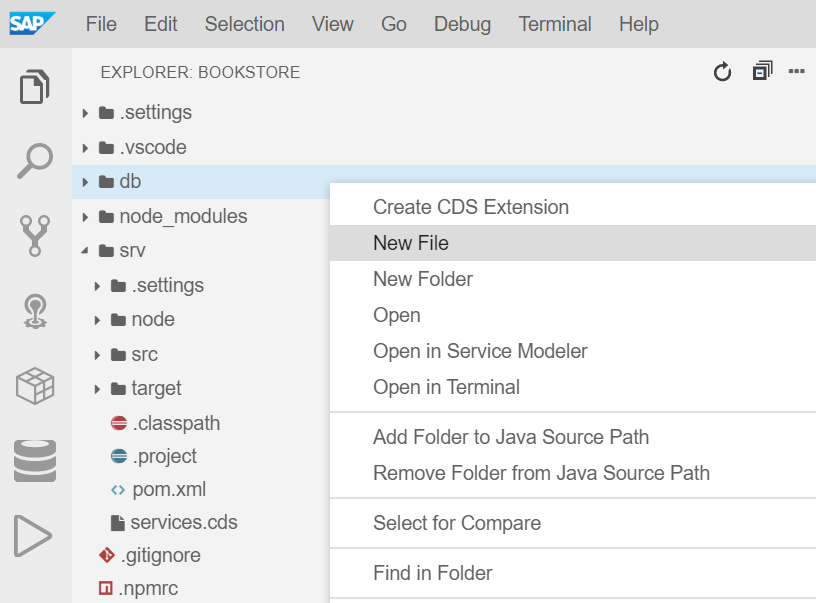 SAP File Edit Selection View Go Debug Terminal Help
EXPLORER: BOOKSTORE
.settings
.vscode
db
node_modules
srv
.settings
node
src
target
.classpath
.project
pom.xml
services.cds
.gitignore
.npmrc
Create CDS Extension
New File
New Folder
Open
Open in Service Modeler
Open in Terminal
Add Folder to Java Source Path
Remove Folder from Java Source Path
Select for Compare
Find in Folder